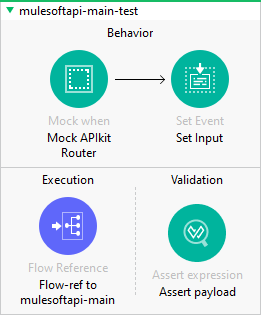 mulesoftapi-main-test
Behavior
Mock when
Mock APIkit
Router
Set Event
Set Input
Execution
Flow Reference
Flow-ref to
mulesoftapi-main
Validation
Assert expression
Assert payload